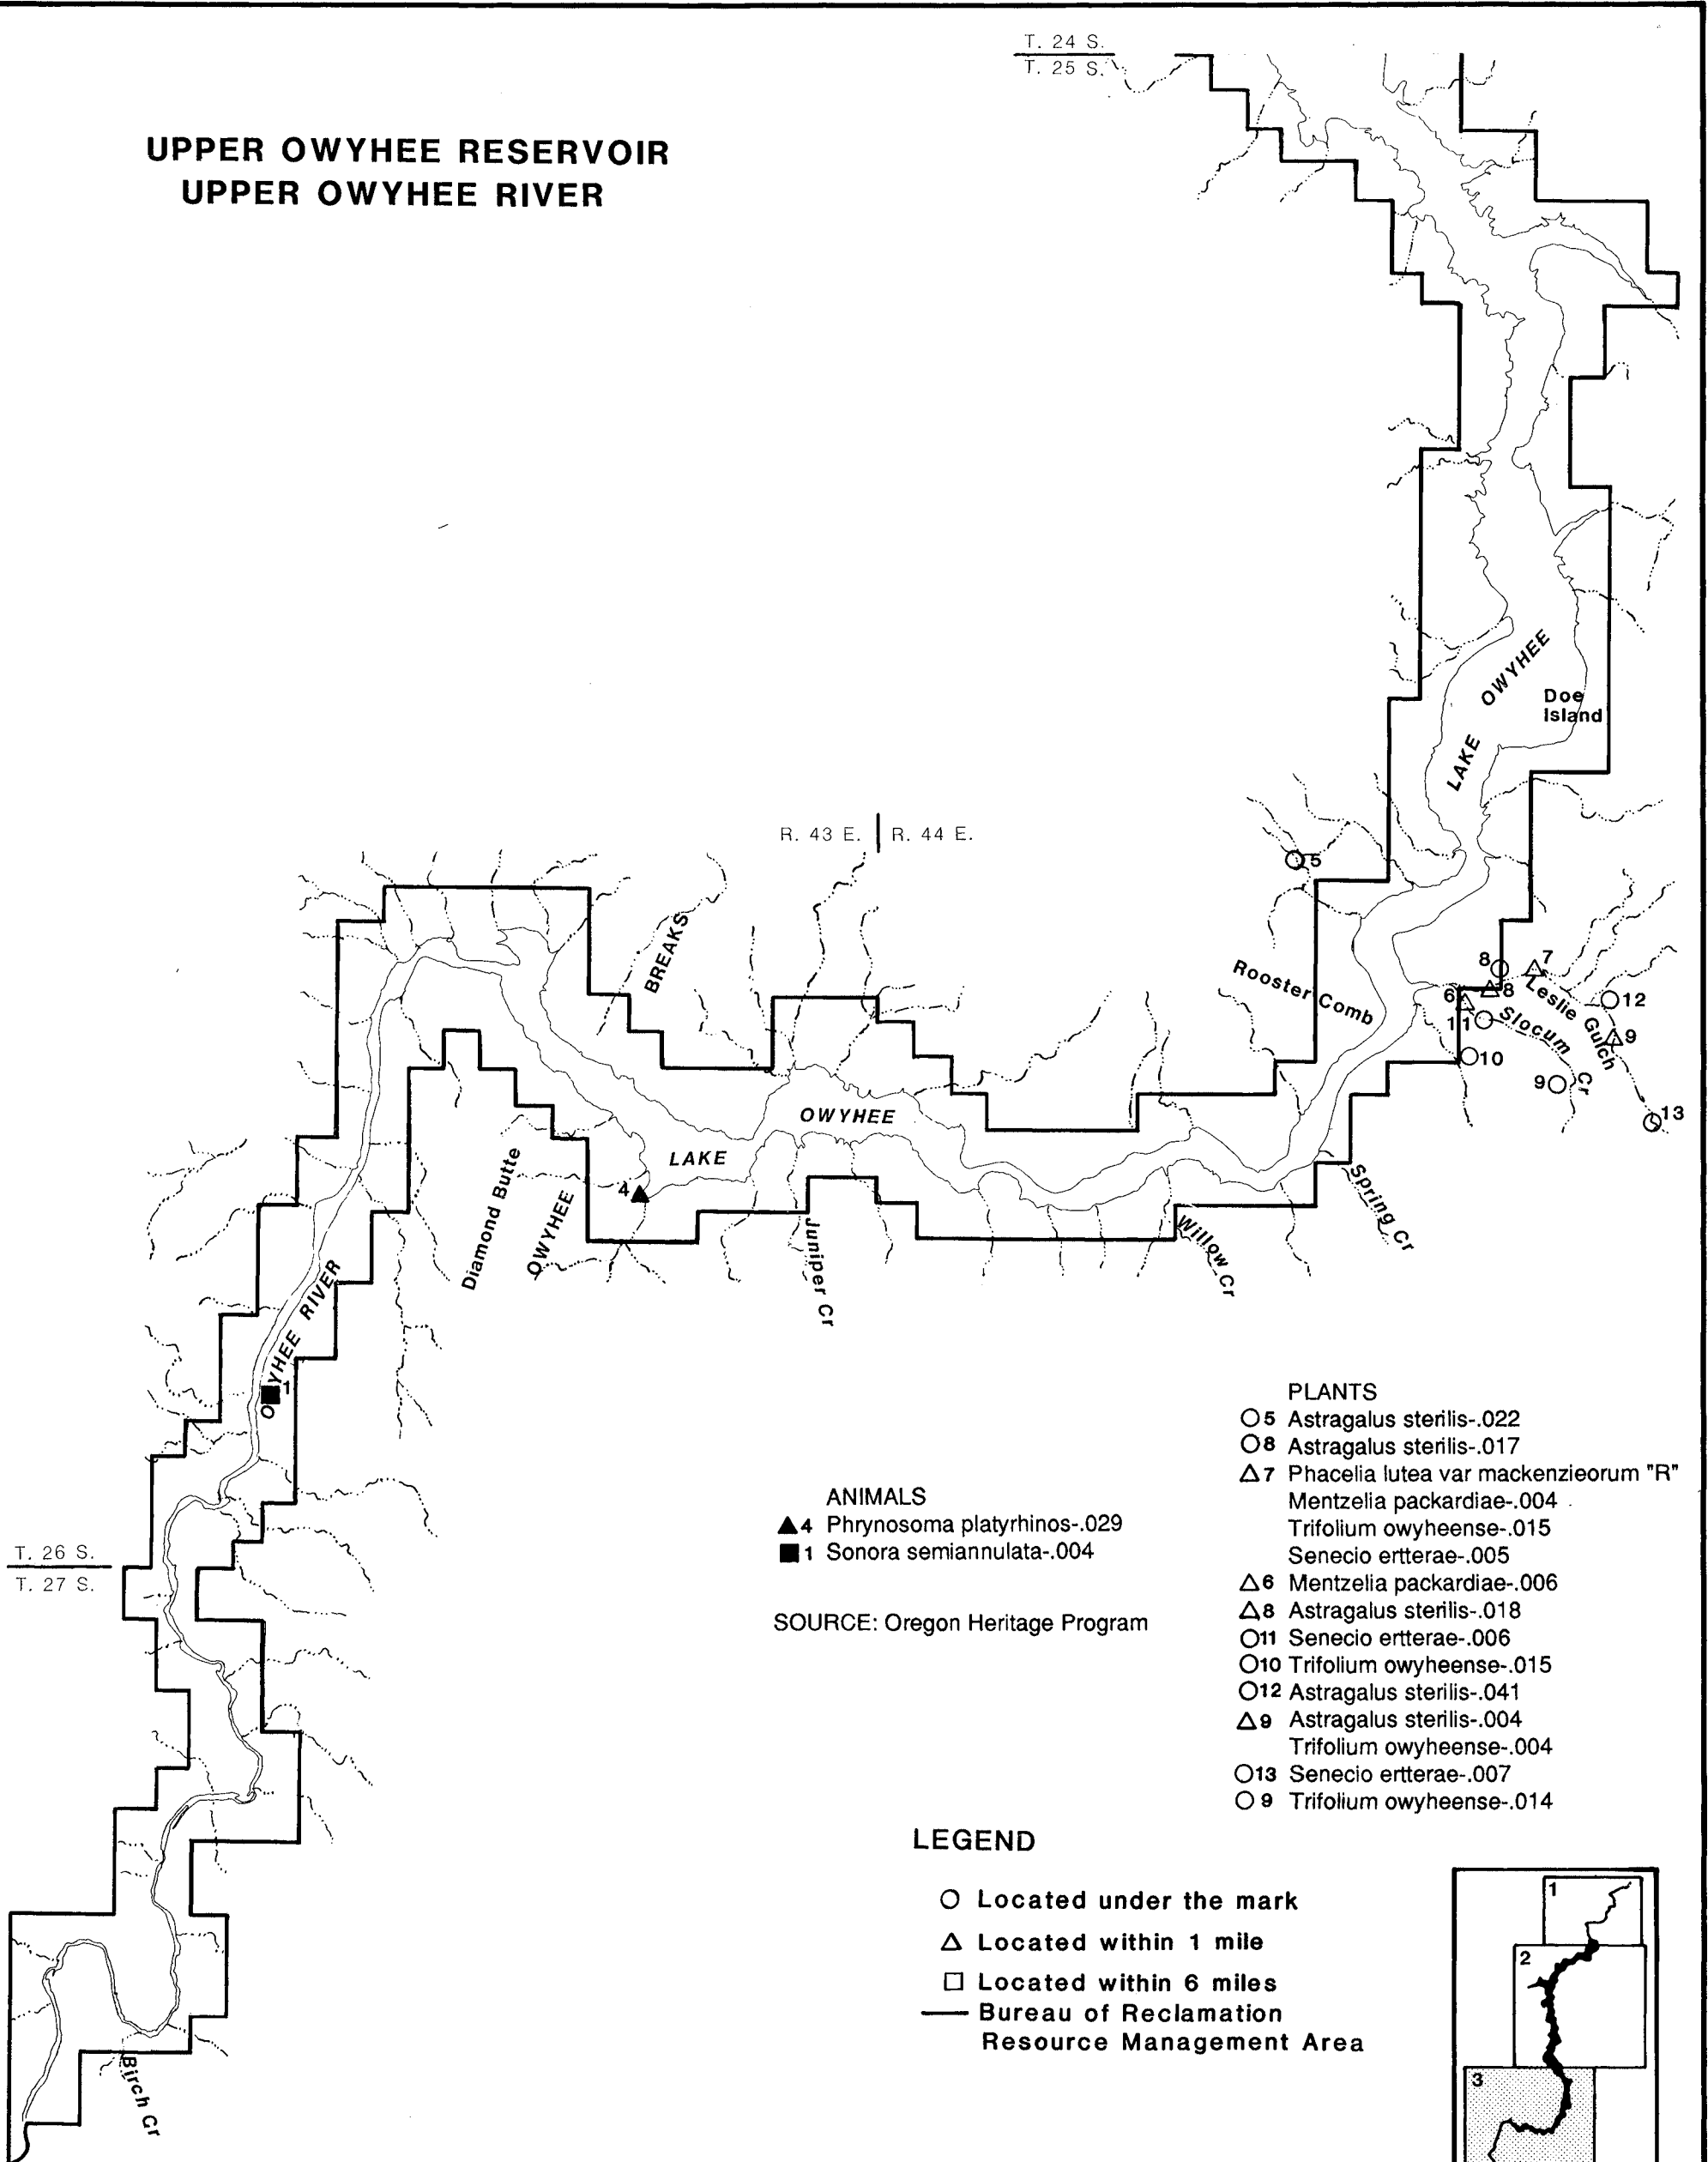 T. 24 S.
T. 25 S.
UPPER OWYHEE RESERVOIR
UPPER OWYHEE RIVER
LAKE OWYHEE
Doe
Island
R. 43 E. R. 44 E.
5
BREAKS
Rooster Comb
8
7
6
8
Leslie Gulch
12
11
Slocum Cr
9
10
9
13
OWYHEE
LAKE
4
Diamond Butte
OWYHEE
Juniper Cr
Willow Cr
Spring Cr
OWYHEE RIVER
1
T. 26 S.
T. 27 S.
Birch Cr
ANIMALS
4 Phrynosoma platyrhinos-.029
1 Sonora semiannulata-.004
SOURCE: Oregon Heritage Program
PLANTS
5 Astragalus sterilis-.022
8 Astragalus sterilis-.017
7 Phacelia lutea var mackenzieorum "R"
Mentzelia packardiae-.004
Trifolium owyheense-.015
Senecio ertterae-.005
6 Mentzelia packardiae-.006
8 Astragalus sterilis-.018
11 Senecio ertterae-.006
10 Trifolium owyheense-.015
12 Astragalus sterilis-.041
9 Astragalus sterilis-.004
Trifolium owyheense-.004
13 Senecio ertterae-.007
9 Trifolium owyheense-.014
LEGEND
Located under the mark
Located within 1 mile
Located within 6 miles
Bureau of Reclamation
Resource Management Area
1
2
3